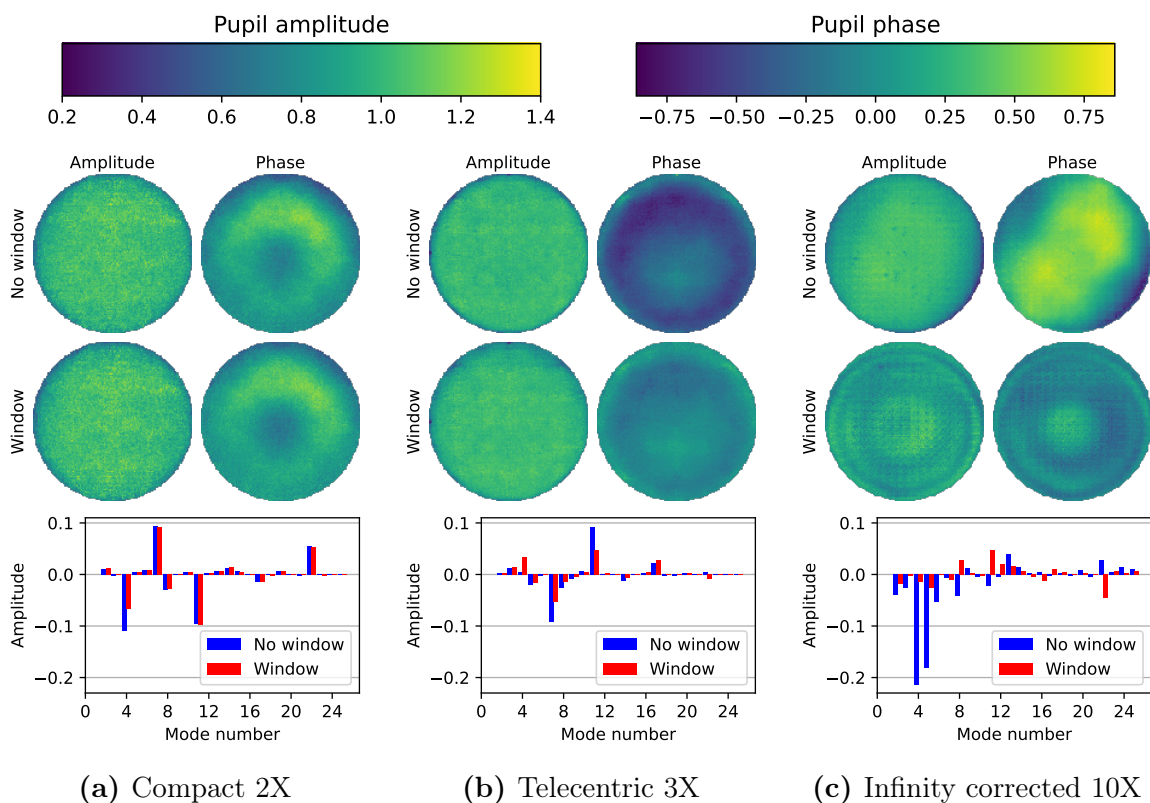 Pupil amplitude
Pupil phase
0.2 0.4 0.6 0.8 1.0 1.2 1.4
−0.75 −0.50 −0.25 0.00 0.25 0.50 0.75
Amplitude Phase Amplitude Phase Amplitude Phase
No window No window No window
Window Window Window
Amplitude
0.1
0.0
−0.1
−0.2
No window
Window
0 4 8 12 16 20 24
Mode number
Amplitude
0.1
0.0
−0.1
−0.2
No window
Window
0 4 8 12 16 20 24
Mode number
Amplitude
0.1
0.0
−0.1
−0.2
No window
Window
0 4 8 12 16 20 24
Mode number
(a) Compact 2X
(b) Telecentric 3X
(c) Infinity corrected 10X